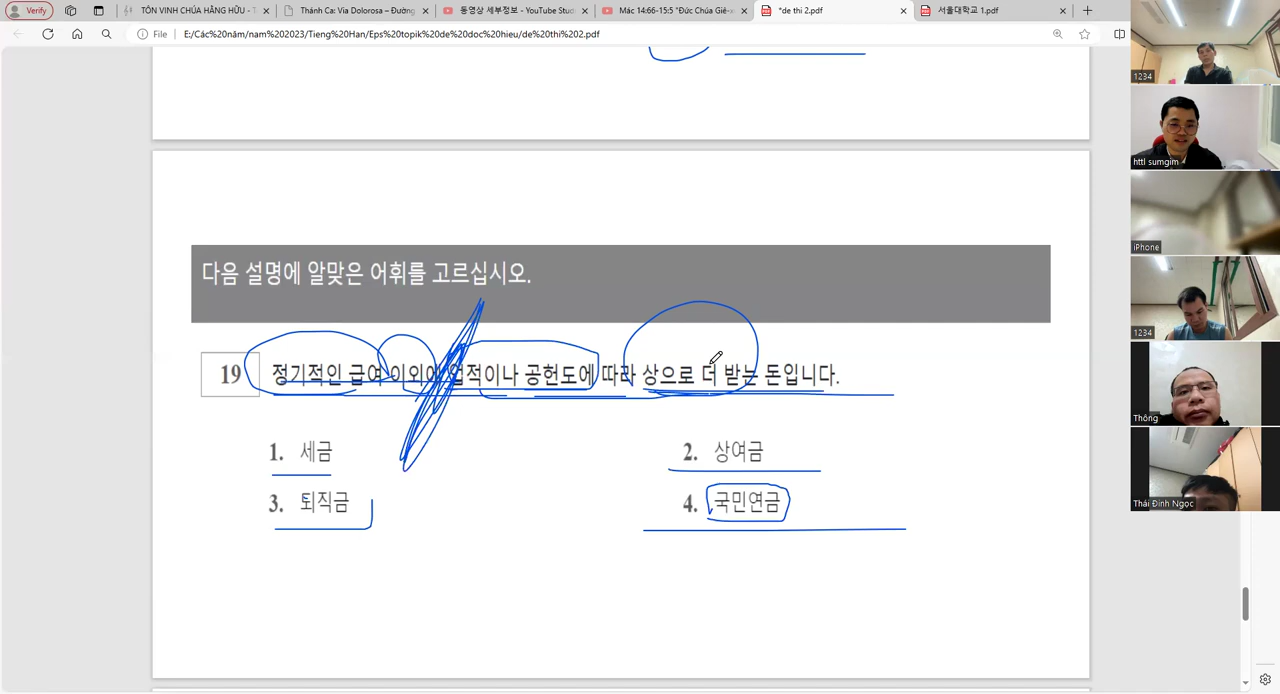 Verify
TÔN VINH CHÚA HẰNG HỮU - T
Thánh Ca: Via Dolorosa – Đường
동영상 세부정보 - YouTube Stud
Mác 14:66-15:5 "Đức Chúa Giê-x
*de thi 2.pdf
서울대학교 1.pdf
File
E:/Các%20năm/nam%202023/Tieng%20Han/Eps%20topik%20de%20doc%20hieu/de%20thi%202.pdf
1234
httl sumgim
iPhone
1234
Thông
Thái Đinh Ngọc
다음 설명에 알맞은 어휘를 고르십시오.
19 정기적인 급여 이외에 업적이나 공헌도에 따라 상으로 더 받는 돈입니다.
1. 세금
2. 상여금
3. 퇴직금
4. 국민연금